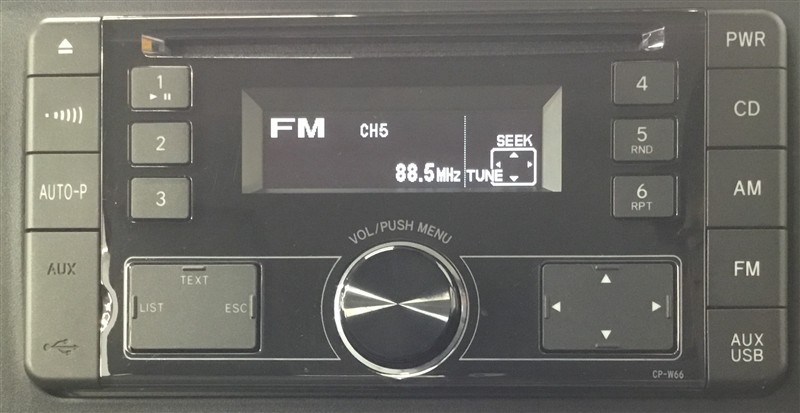 AUTO-P
AUX
1
2
3
FM CH5
88.5MHz
SEEK
TUNE
4
5
RND
6
RPT
PWR
CD
AM
FM
AUX
USB
VOL/PUSH MENU
TEXT
LIST
ESC
CP-W66